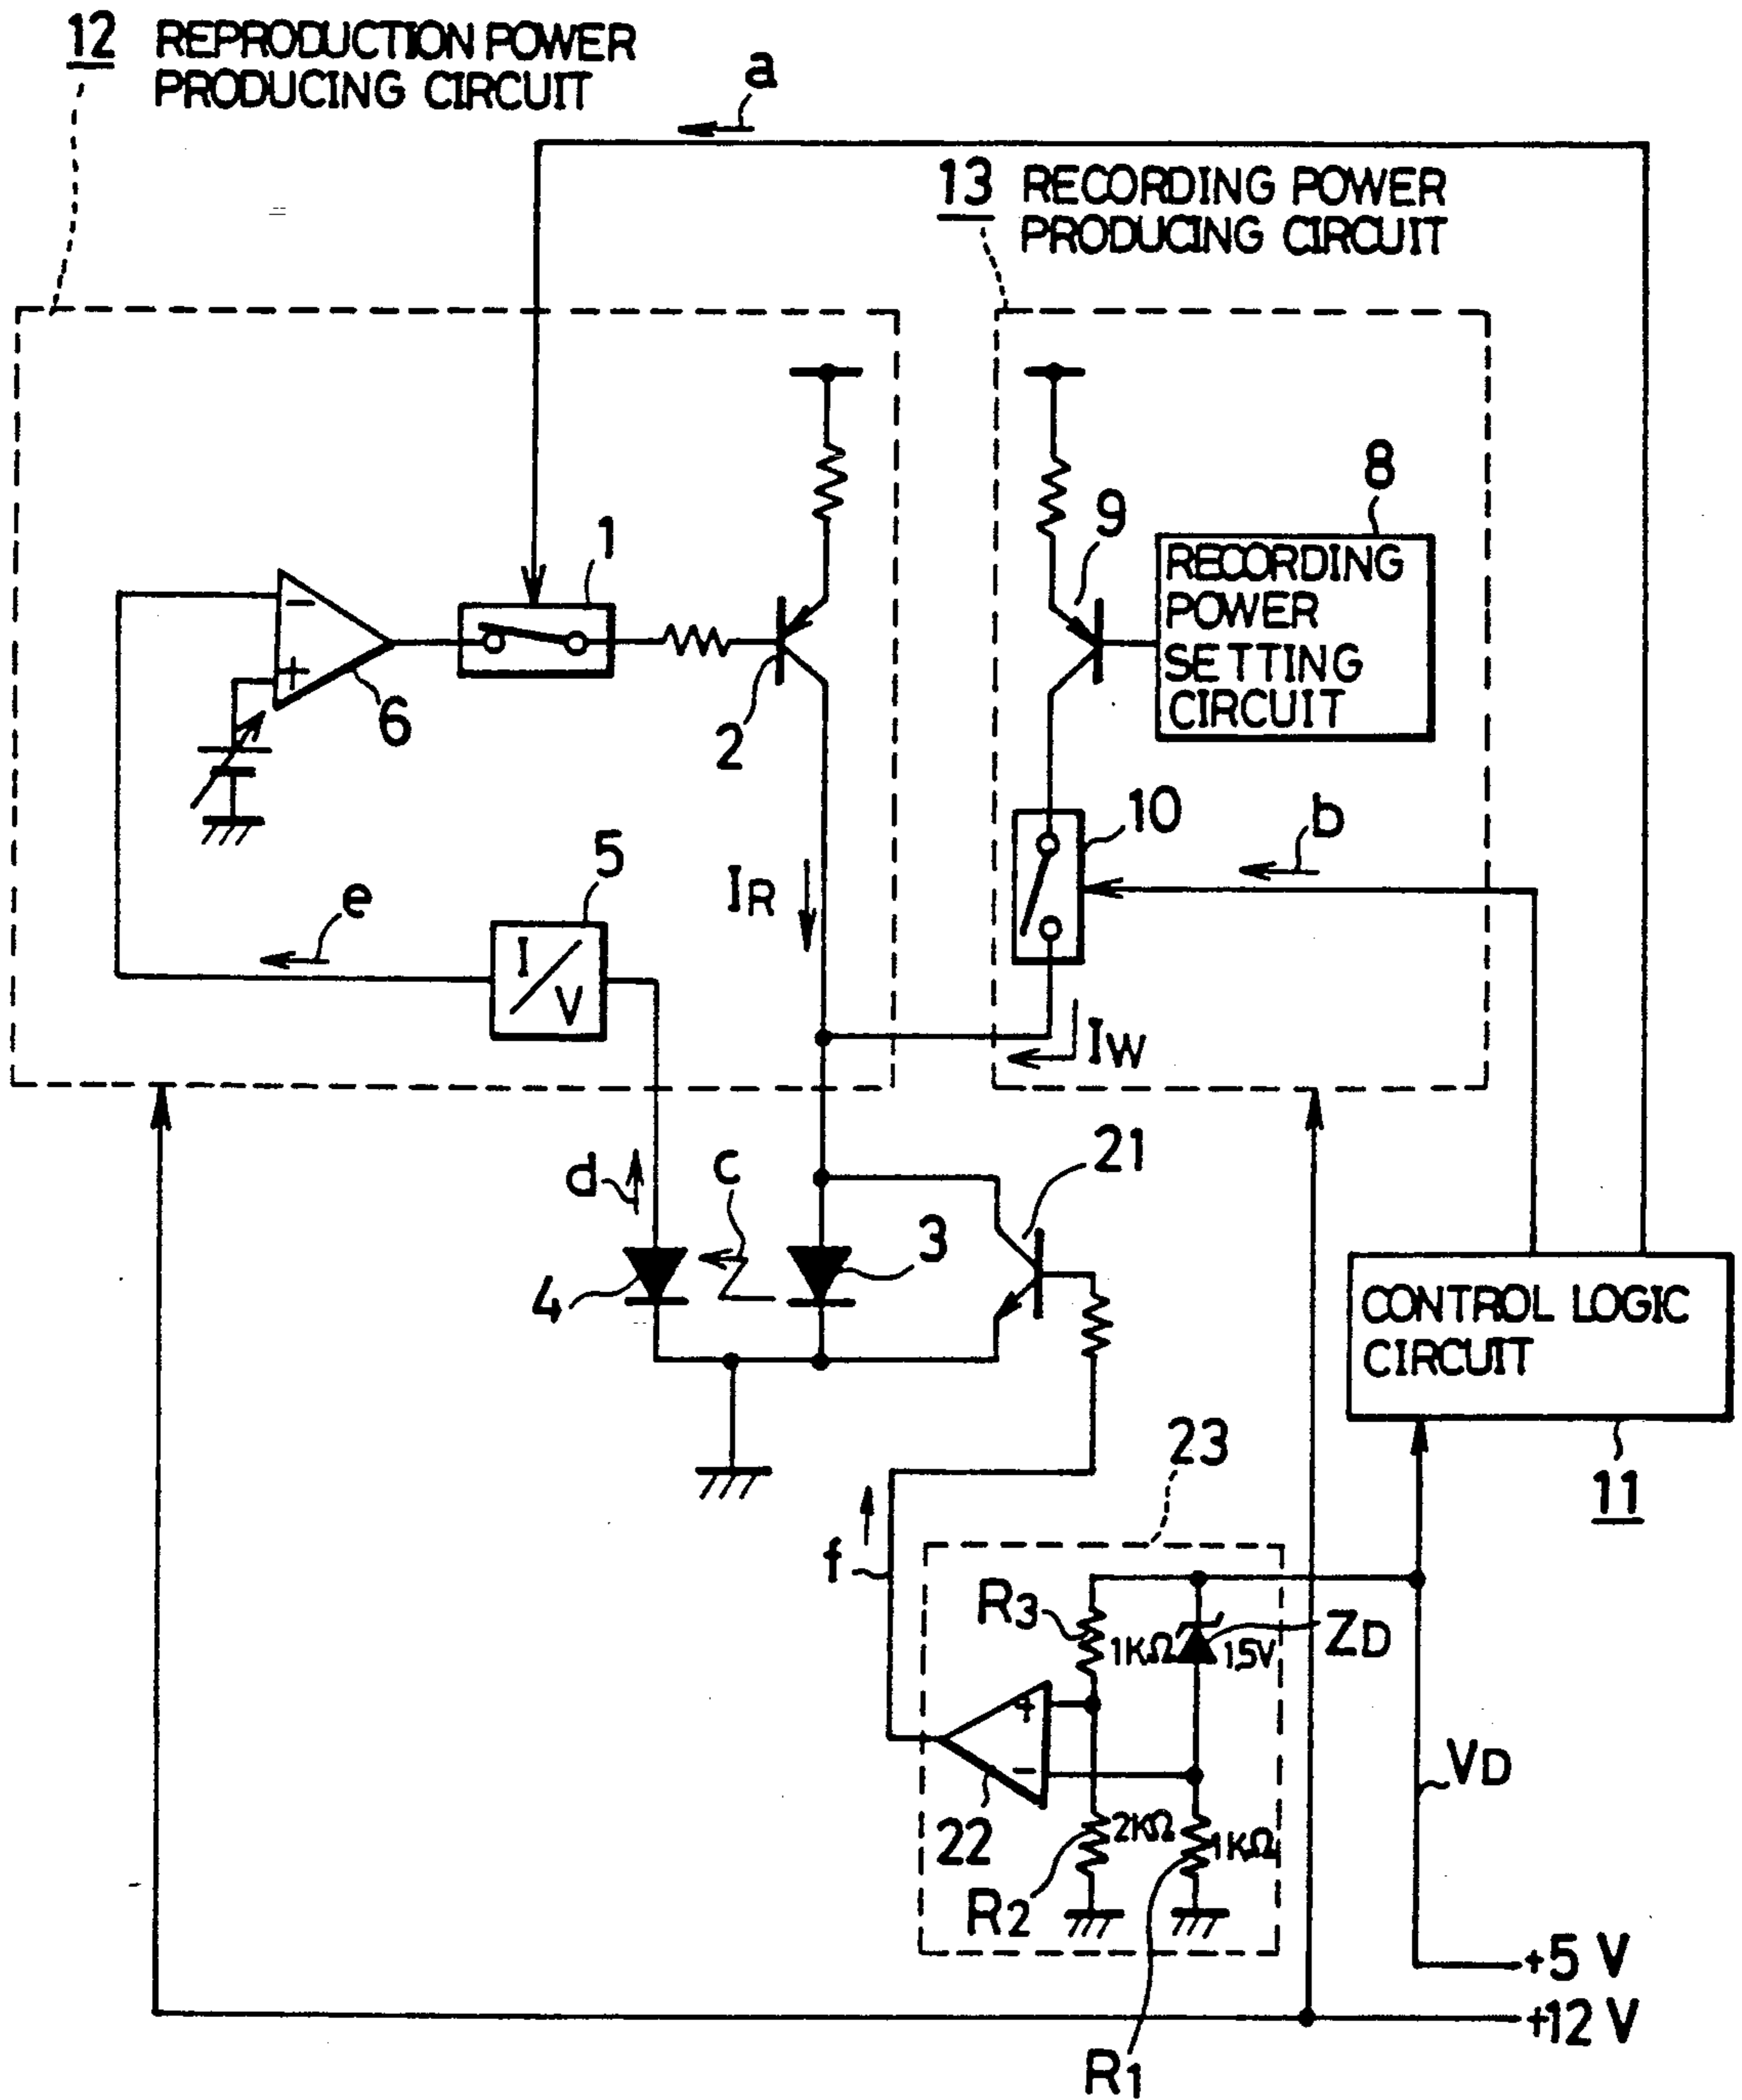 12 REPRODUCTION POWER
PRODUCING CIRCUIT
a
13 RECORDING POWER
PRODUCING CIRCUIT
8
9
RECORDING
POWER
SETTING
CIRCUIT
1
−
+
6
2
10
b
5
IR
e
I/V
IW
21
d
c
3
4
CONTROL LOGIC
CIRCUIT
11
23
f
R3
1KΩ
1.5V
ZD
+
−
VD
22
2KΩ
1KΩ
R2
+5 V
+12 V
R1